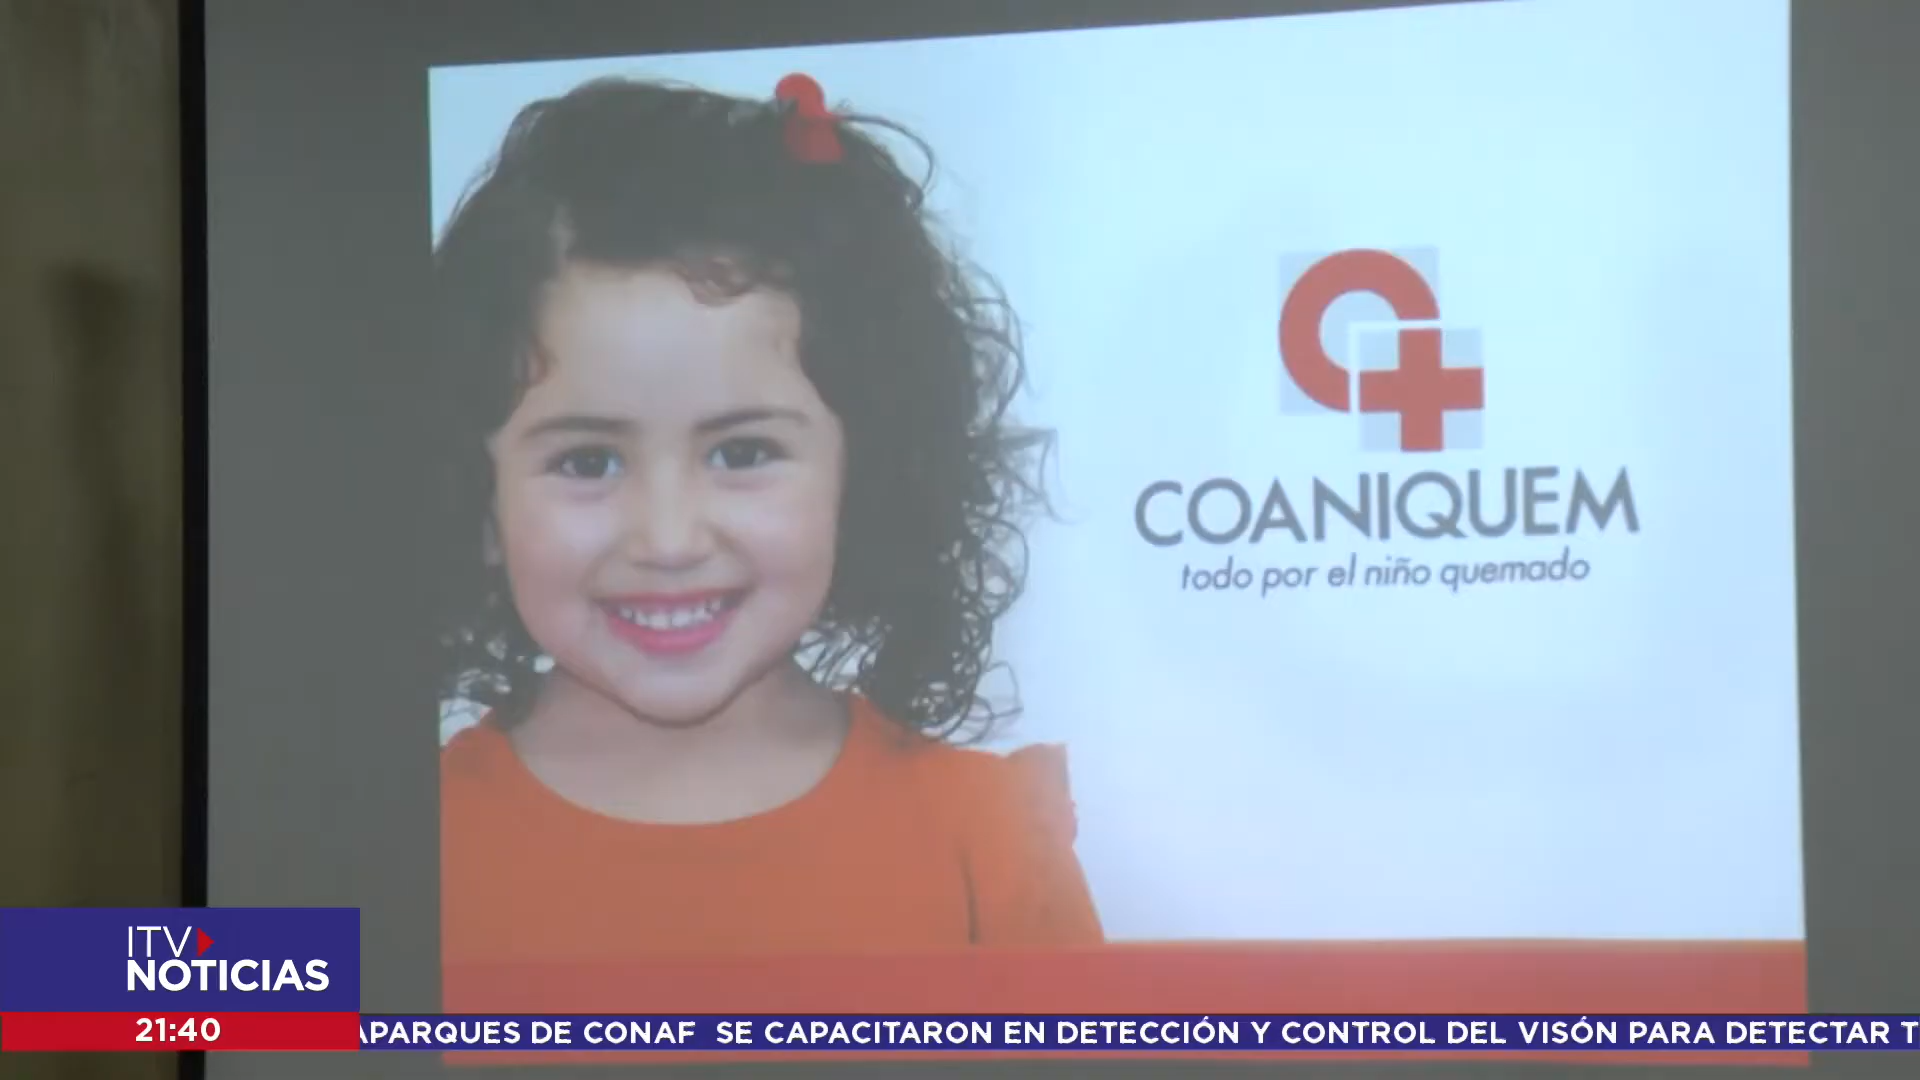 COANIQUEM
todo por el niño quemado
ITV
NOTICIAS
21:40
APARQUES DE CONAF SE CAPACITARON EN DETECCIÓN Y CONTROL DEL VISÓN PARA DETECTAR T